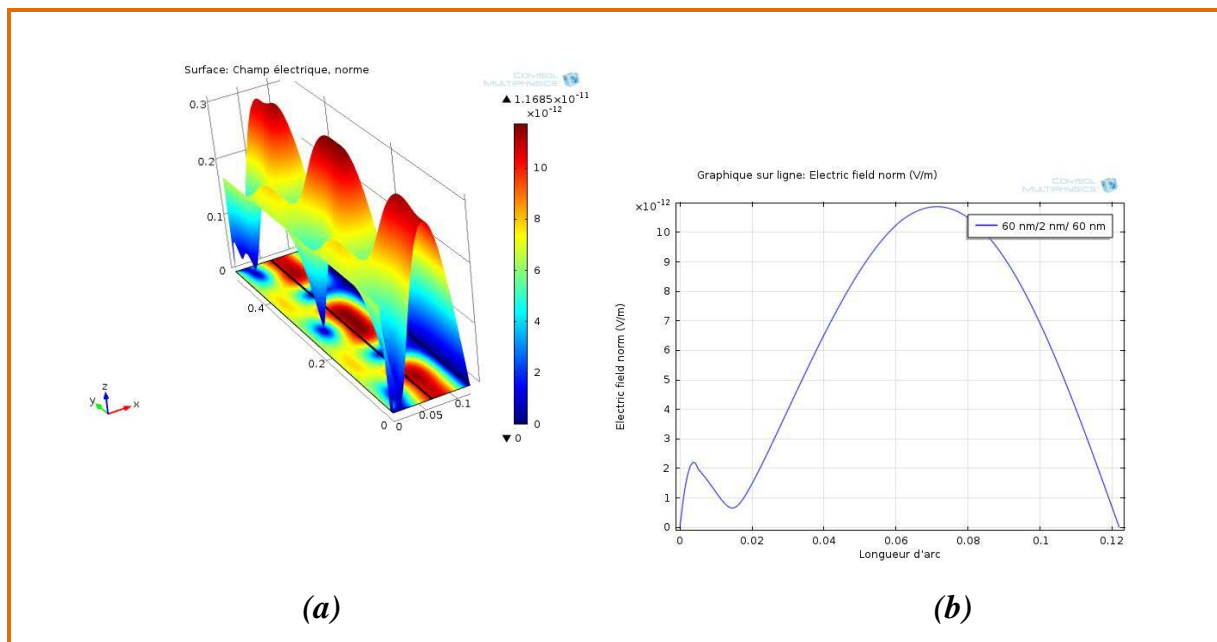 Surface: Champ électrique, norme
COMSOL
MULTIPHYSICS
▲ 1.1685×10⁻¹¹
×10⁻¹²
0.3
0.2
0.1
0
0.4
0.2
0
0
0.05
0.1
10
8
6
4
2
0
▼ 0
y
z
x
(a)
Graphique sur ligne: Electric field norm (V/m)
COMSOL
MULTIPHYSICS
×10⁻¹²
60 nm/2 nm/ 60 nm
10
9
8
7
6
5
4
3
2
1
0
Electric field norm (V/m)
0
0.02
0.04
0.06
0.08
0.1
0.12
Longueur d'arc
(b)